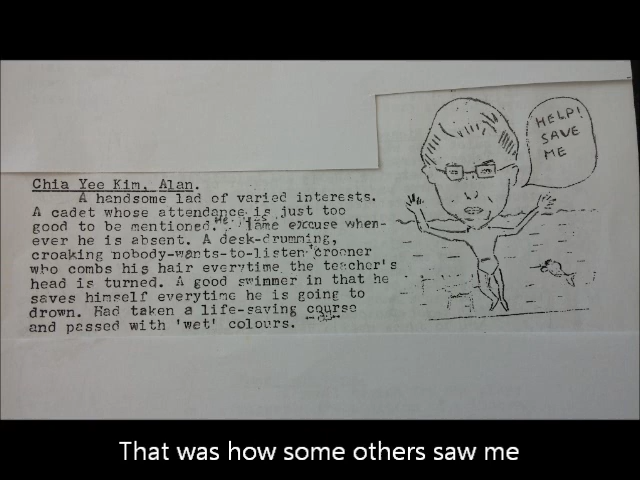 Chia Yee Kim, Alan.
A handsome lad of varied interests.
A cadet whose attendance is just too
good to be mentioned. lame excuse when-
ever he is absent. A desk-drumming,
croaking nobody-wants-to-listen-crooner
who combs his hair everytime the teacher's
head is turned. A good swimmer in that he
saves himself everytime he is going to
drown. Had taken a life-saving course
and passed with 'wet' colours.
HELP!
SAVE
ME
That was how some others saw me